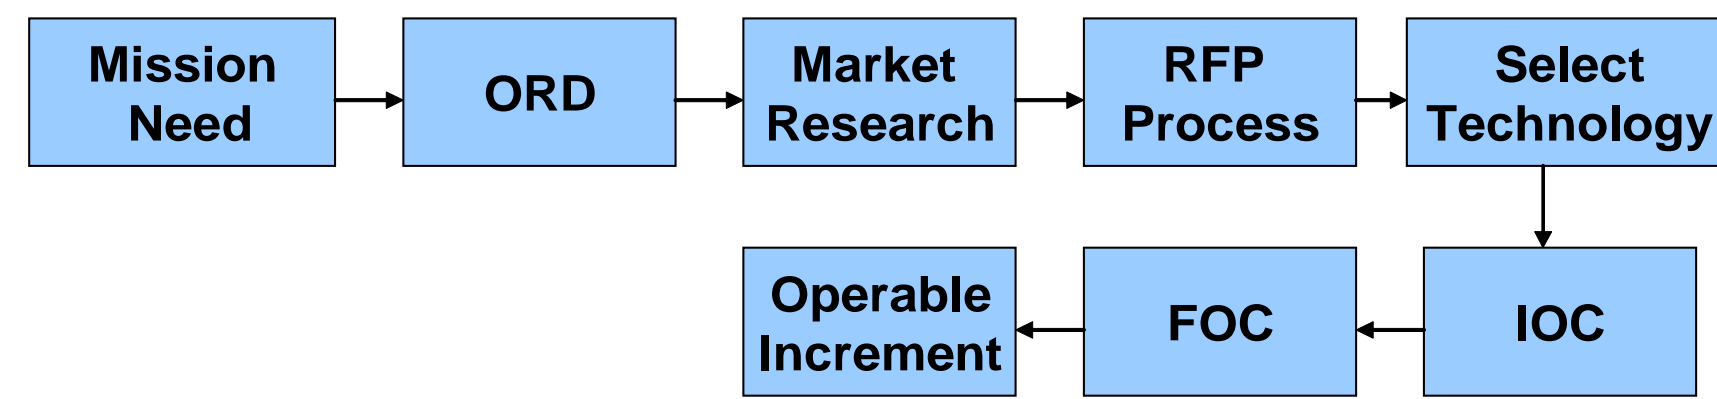 Mission
Need
ORD
Market
Research
RFP
Process
Select
Technology
Operable
Increment
FOC
IOC